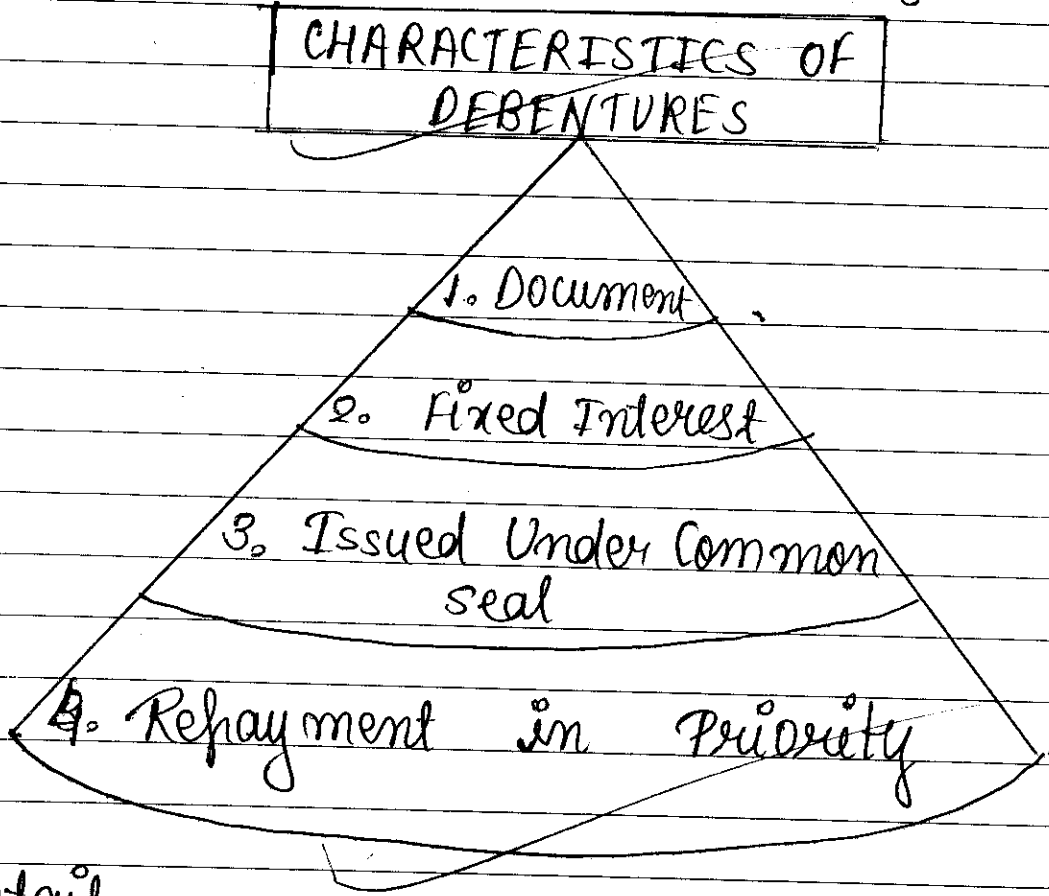 CHARACTERISTICS OF
DEBENTURES
1. Document
2. Fixed Interest
3. Issued Under Common
seal
4. Repayment in Priority